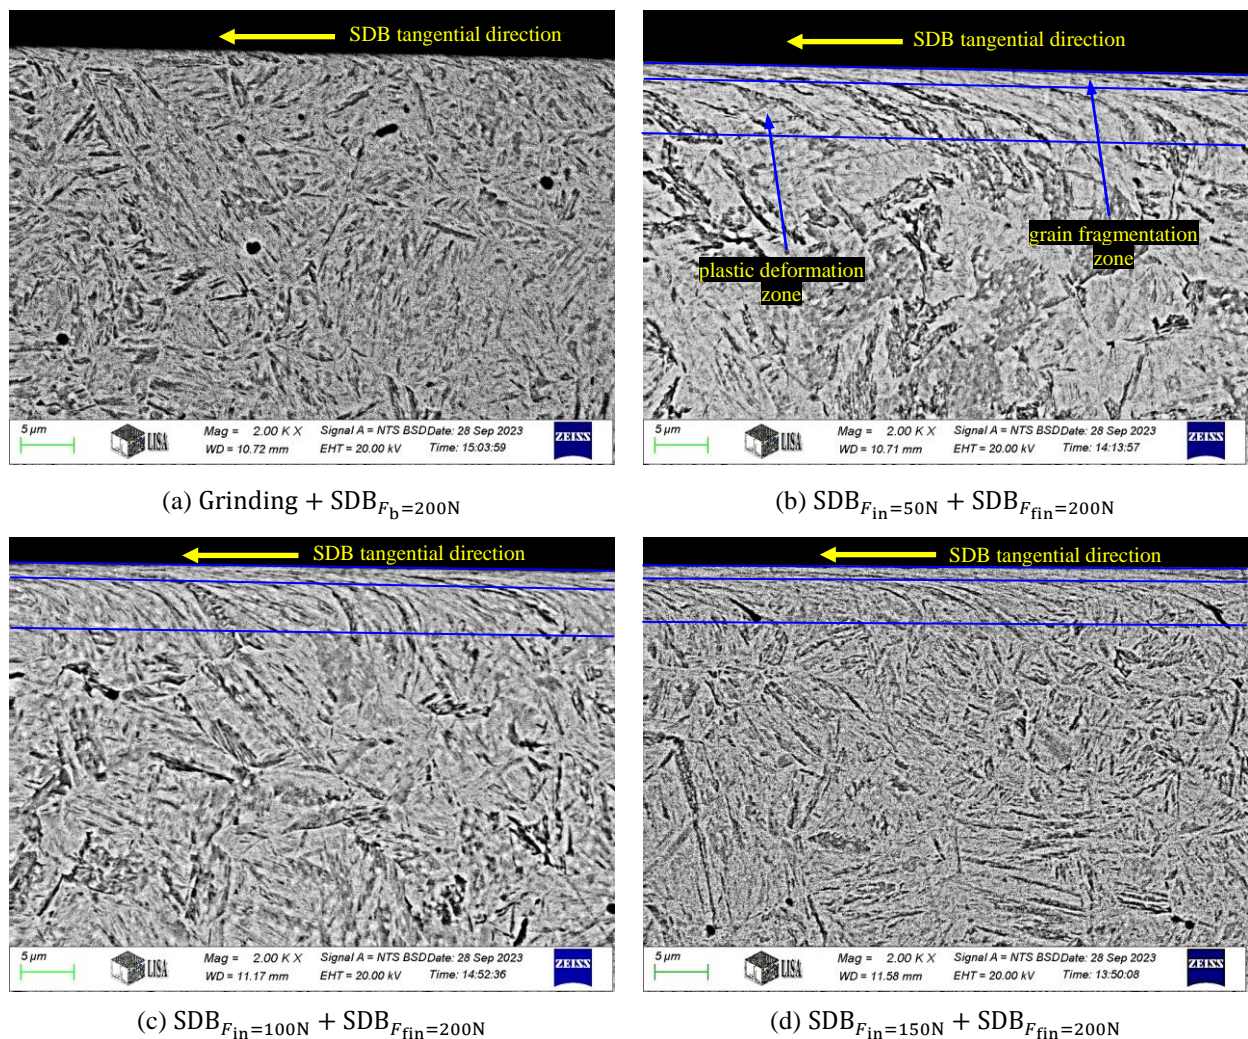 SDB tangential direction
5 µm
LISA
Mag = 2.00 K X
Signal A = NTS BSD
Date: 28 Sep 2023
WD = 10.72 mm
EHT = 20.00 kV
Time: 15:03:59
ZEISS
(a) Grinding + SDB_{F_b=200N}
SDB tangential direction
grain fragmentation
zone
plastic deformation
zone
5 µm
LISA
Mag = 2.00 K X
Signal A = NTS BSD
Date: 28 Sep 2023
WD = 10.71 mm
EHT = 20.00 kV
Time: 14:13:57
ZEISS
(b) SDB_{F_in=50N} + SDB_{F_fin=200N}
SDB tangential direction
5 µm
LISA
Mag = 2.00 K X
Signal A = NTS BSD
Date: 28 Sep 2023
WD = 11.17 mm
EHT = 20.00 kV
Time: 14:52:36
ZEISS
(c) SDB_{F_in=100N} + SDB_{F_fin=200N}
SDB tangential direction
5 µm
LISA
Mag = 2.00 K X
Signal A = NTS BSD
Date: 28 Sep 2023
WD = 11.58 mm
EHT = 20.00 kV
Time: 13:50:08
ZEISS
(d) SDB_{F_in=150N} + SDB_{F_fin=200N}